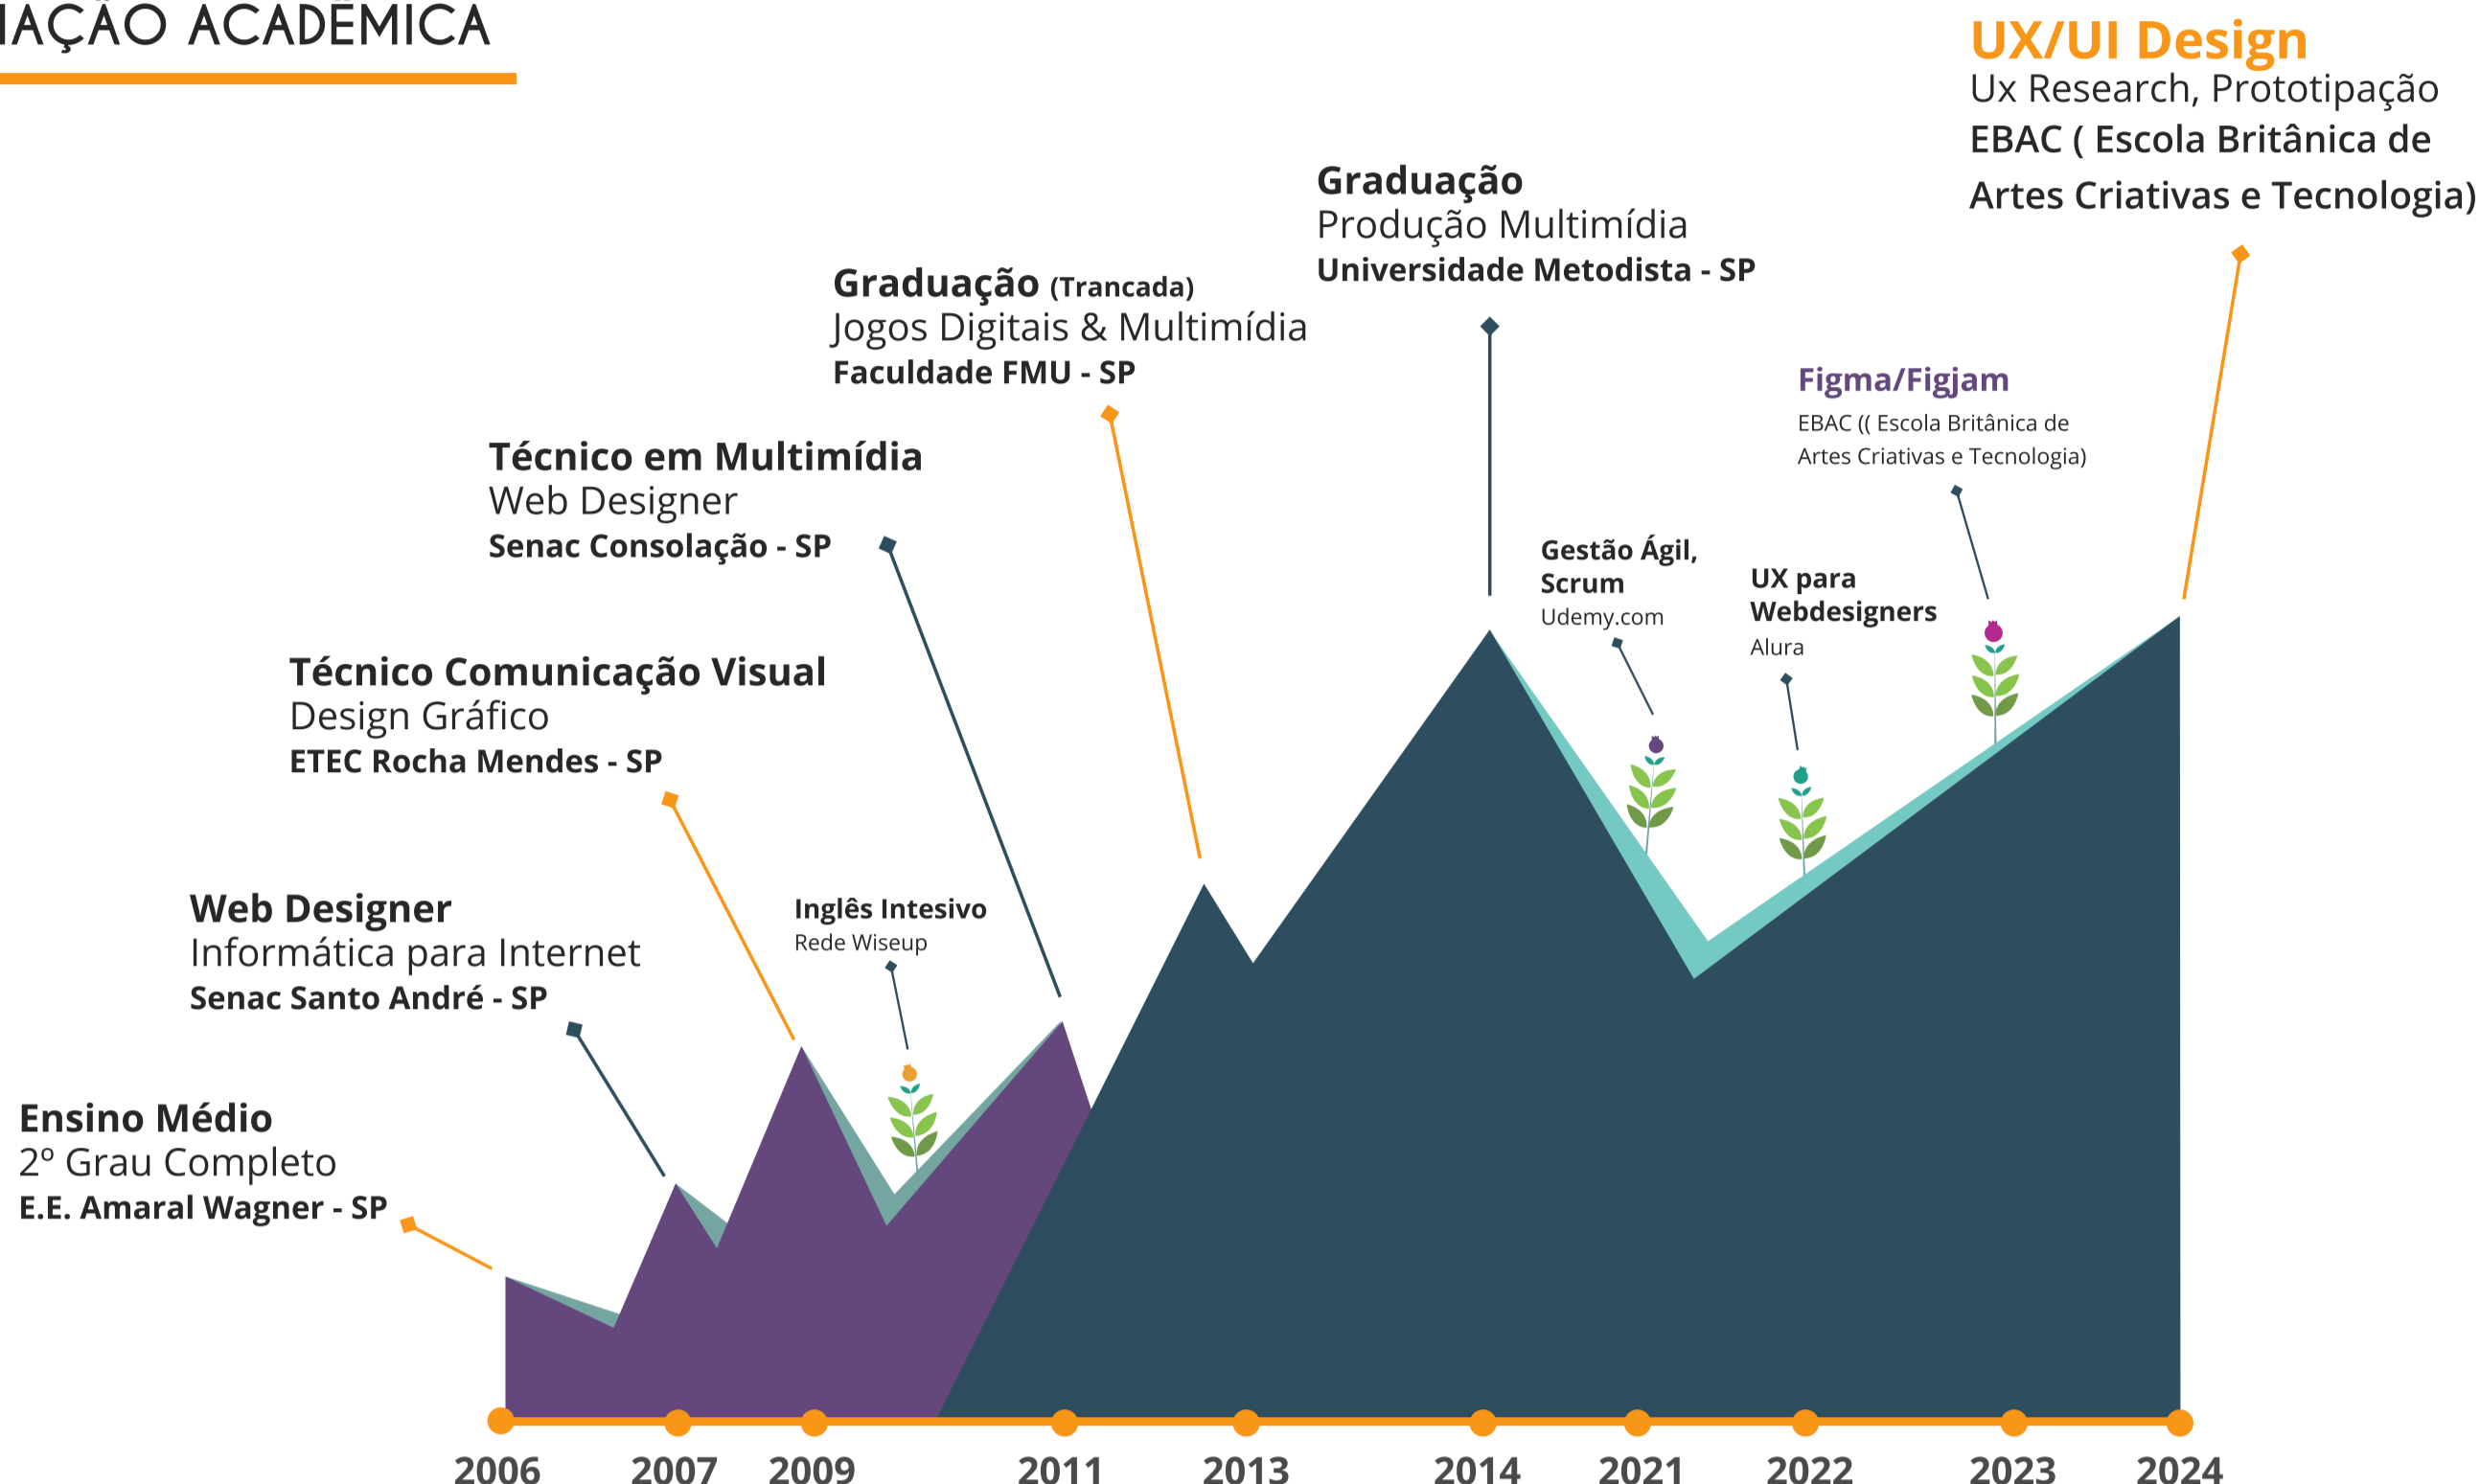 IAÇÃO ACADÊMICA
UX/UI Design
Ux Research, Prototipação
EBAC ( Escola Britânica de
Artes Criativas e Tecnologia)
Graduação
Produção Multimídia
Universidade Metodista - SP
Graduação (Trancada)
Jogos Digitais & Multimídia
Faculdade FMU - SP
Figma/Figjam
EBAC (( Escola Britânica de
Artes Criativas e Tecnologia)
Técnico em Multimídia
Web Designer
Senac Consolação - SP
Gestão Ágil,
Scrum
Udemy.com
UX para
Webdesigners
Alura
Técnico Comunicação Visual
Design Gráfico
ETEC Rocha Mendes - SP
Web Designer
Informática para Internet
Senac Santo André - SP
Inglês Intesivo
Rede Wiseup
Ensino Médio
2º Grau Completo
E.E. Amaral Wagner - SP
2006 2007 2009 2011 2013 2014 2021 2022 2023 2024